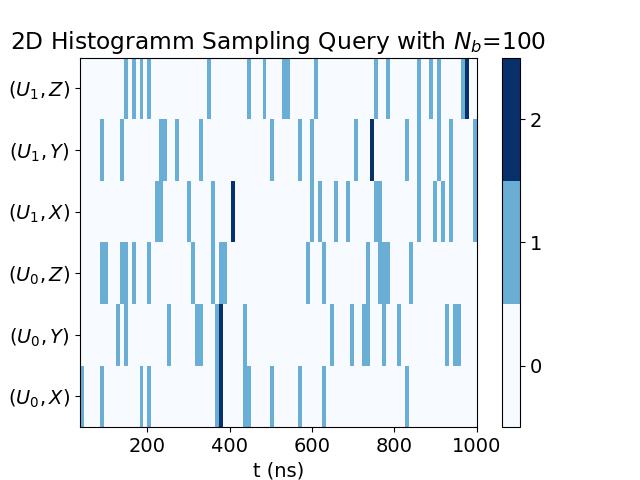 2D Histogramm Sampling Query with $N_b$=100
$(U_1, Z)$
$(U_1, Y)$
$(U_1, X)$
$(U_0, Z)$
$(U_0, Y)$
$(U_0, X)$
200 400 600 800 1000
t (ns)
2
1
0